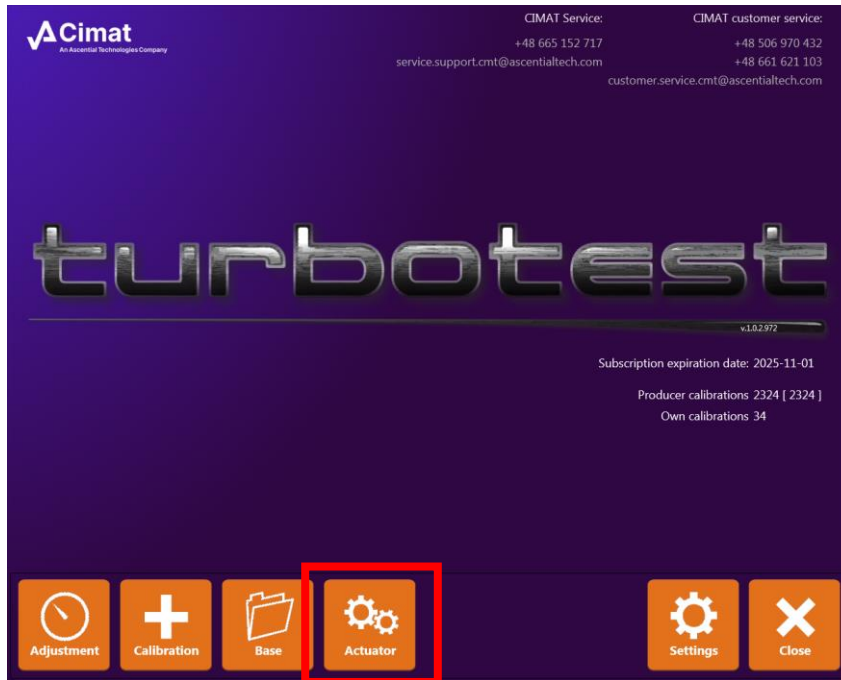 Cimat
An Ascential Technologies Company
CIMAT Service:
+48 665 152 717
service.support.cmt@ascentialtech.com
CIMAT customer service:
+48 506 970 432
+48 661 621 103
customer.service.cmt@ascentialtech.com
turbotest
v.1.0.2.972
Subscription expiration date: 2025-11-01
Producer calibrations 2324 [ 2324 ]
Own calibrations 34
Adjustment
Calibration
Base
Actuator
Settings
Close